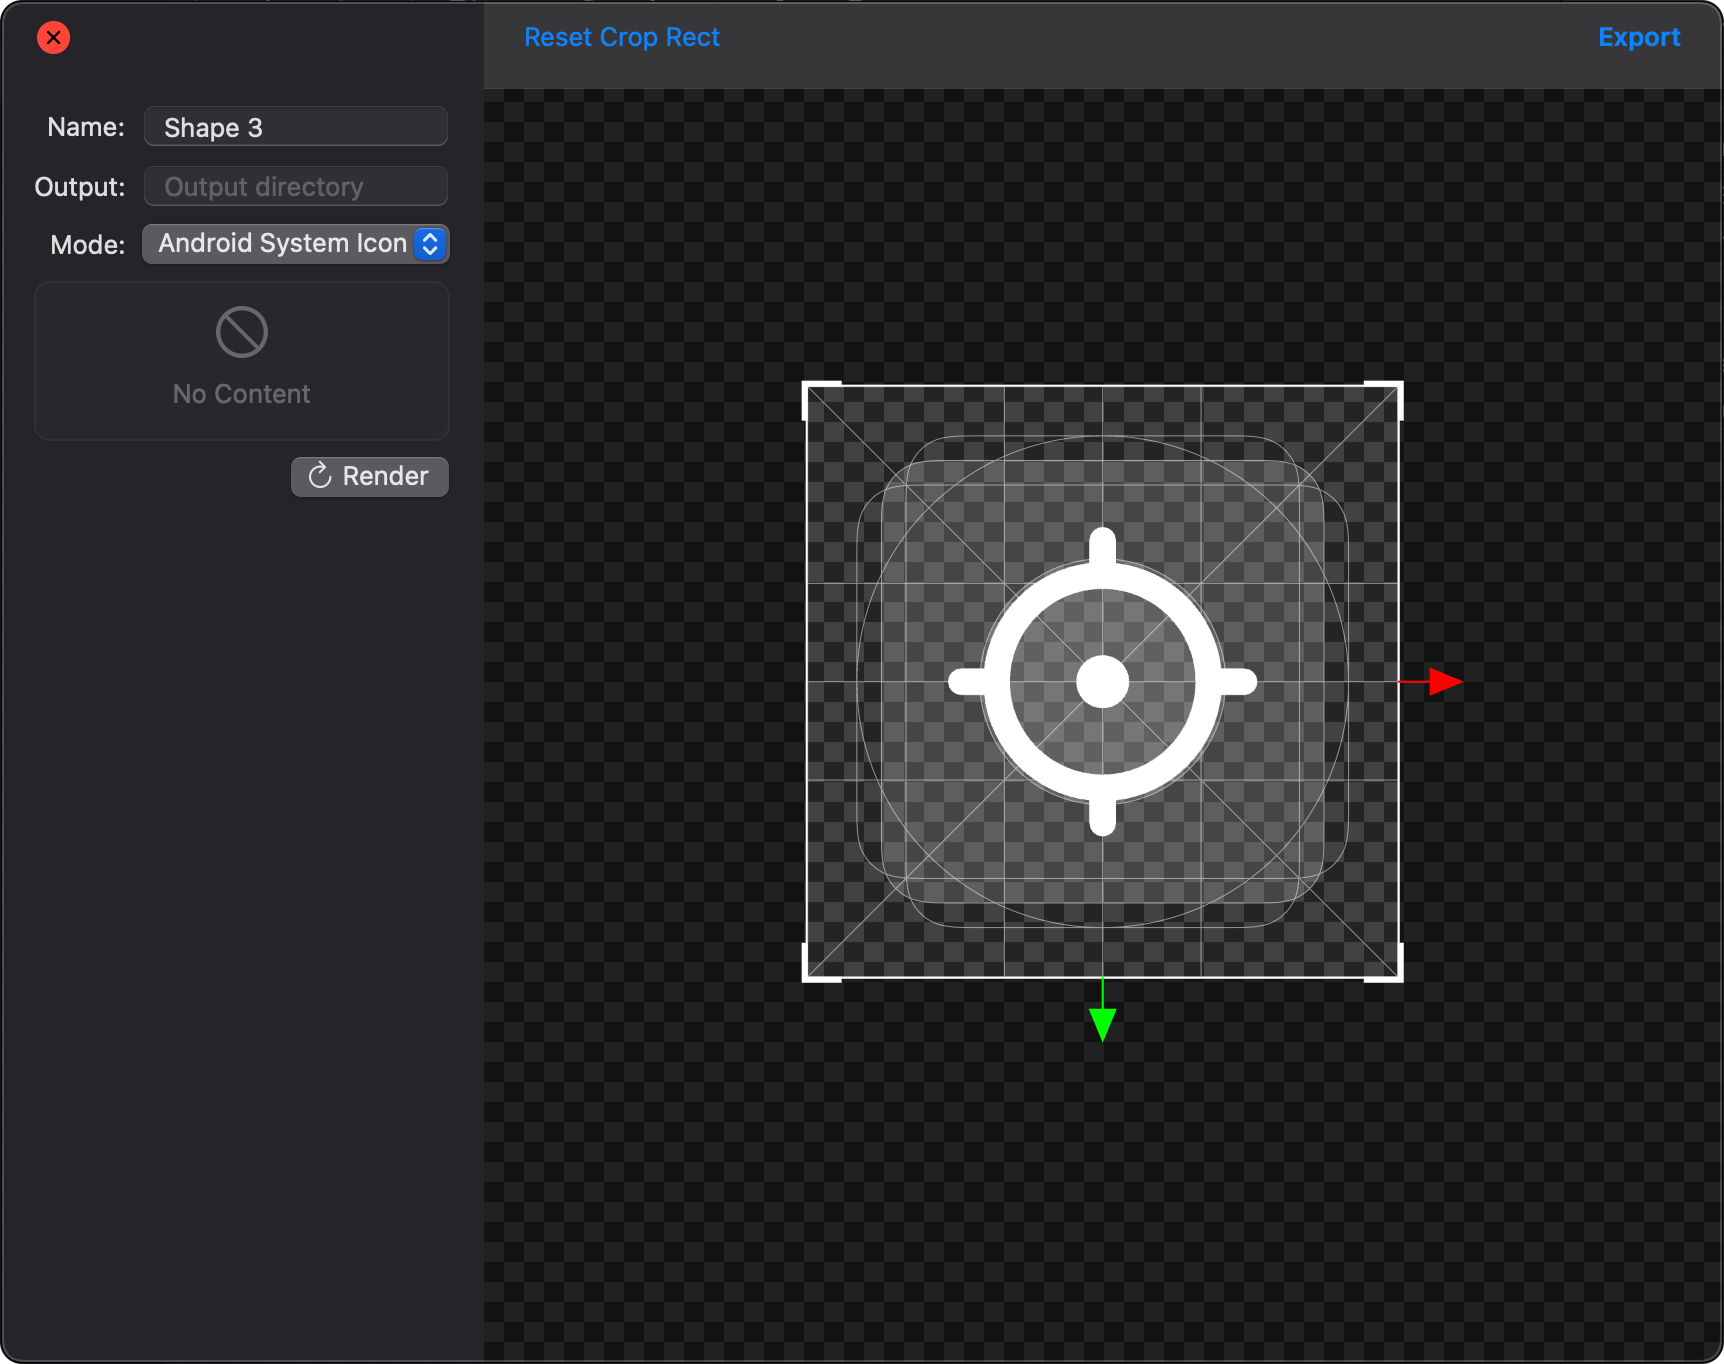 Reset Crop Rect
Export
Name: Shape 3
Output: Output directory
Mode: Android System Icon
No Content
Render